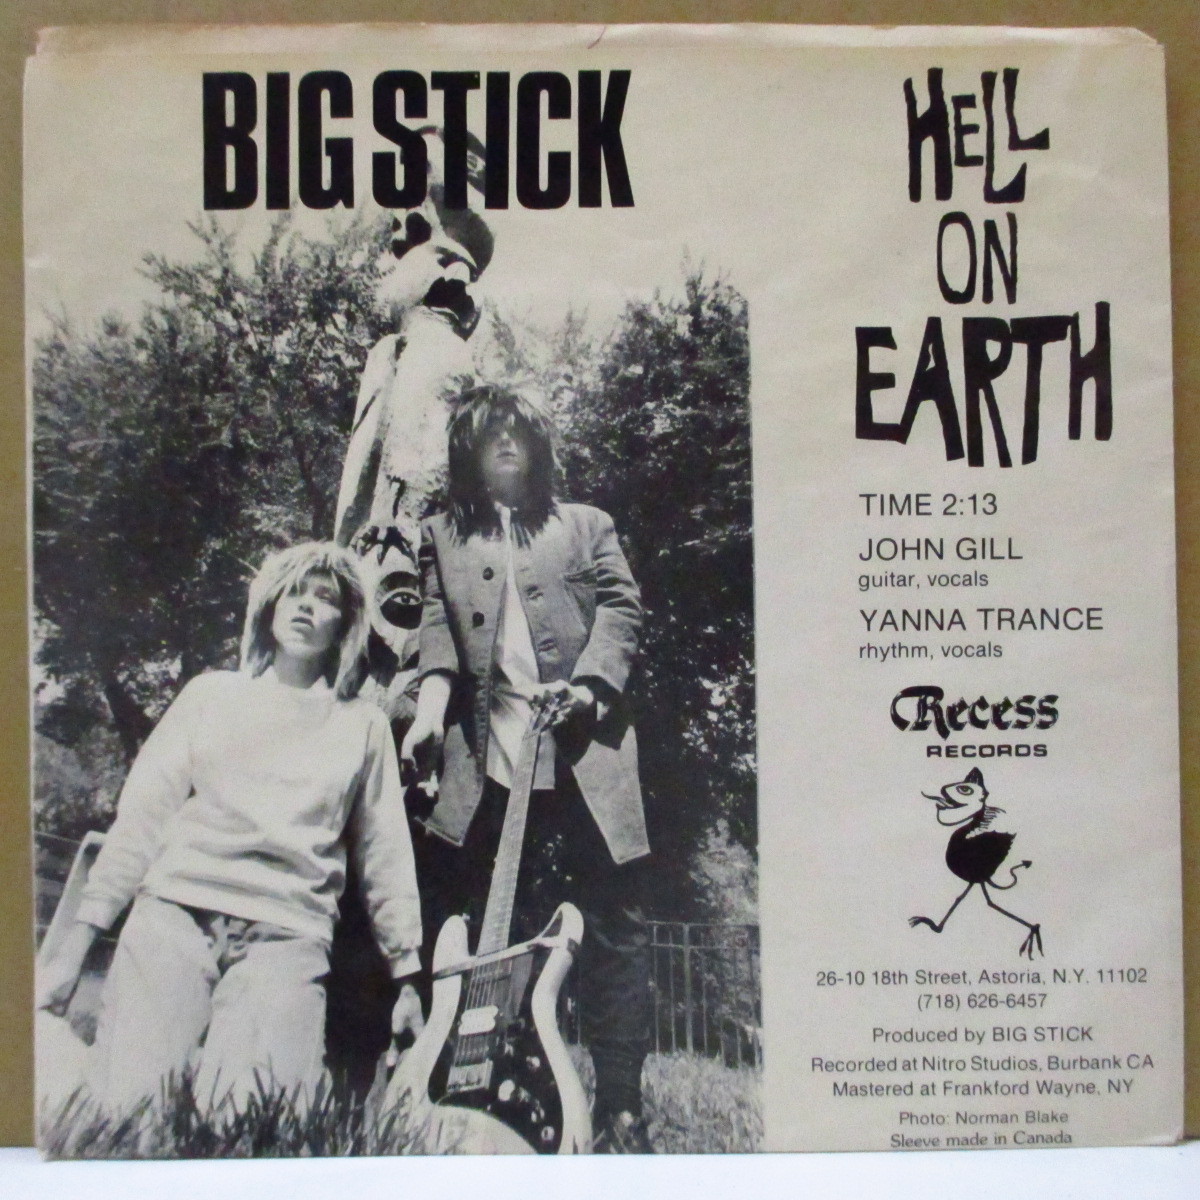 BIG STICK
HELL
ON
EARTH
TIME 2:13
JOHN GILL
guitar, vocals
YANNA TRANCE
rhythm, vocals
Recess
RECORDS
26-10 18th Street, Astoria, N.Y. 11102
(718) 626-6457
Produced by BIG STICK
Recorded at Nitro Studios, Burbank CA
Mastered at Frankford Wayne, NY
Photo: Norman Blake
Sleeve made in Canada